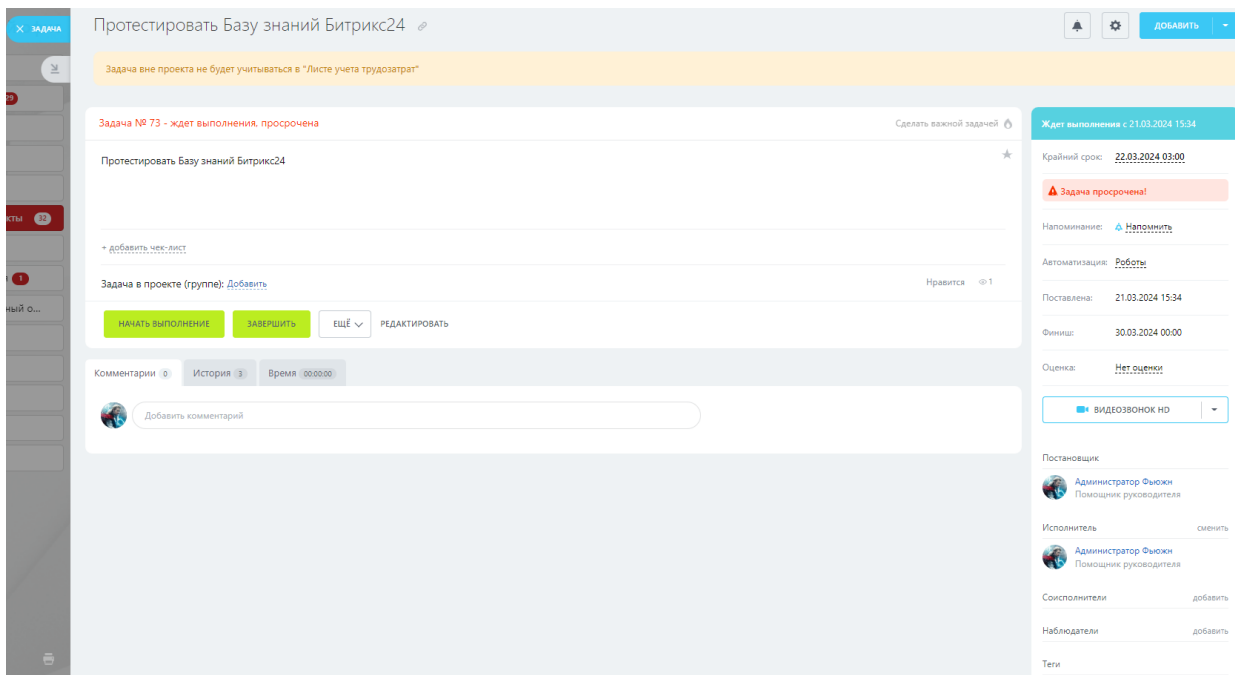 ЗАДАЧА
Протестировать Базу знаний Битрикс24
ДОБАВИТЬ
Задача вне проекта не будет учитываться в "Листе учета трудозатрат"
29
кты 32
1
ный о...
Задача № 73 - ждет выполнения, просрочена
Сделать важной задачей
Протестировать Базу знаний Битрикс24
+ добавить чек-лист
Задача в проекте (группе): Добавить
Нравится 1
НАЧАТЬ ВЫПОЛНЕНИЕ
ЗАВЕРШИТЬ
ЕЩЁ
РЕДАКТИРОВАТЬ
Комментарии 0
История 3
Время 00:00:00
Добавить комментарий
Ждет выполнения с 21.03.2024 15:34
Крайний срок: 22.03.2024 03:00
Задача просрочена!
Напоминание: Напомнить
Автоматизация: Роботы
Поставлена: 21.03.2024 15:34
Финиш: 30.03.2024 00:00
Оценка: Нет оценки
ВИДЕОЗВОНОК HD
Постановщик
Администратор Фьюжн
Помощник руководителя
Исполнитель сменить
Администратор Фьюжн
Помощник руководителя
Соисполнители добавить
Наблюдатели добавить
Теги